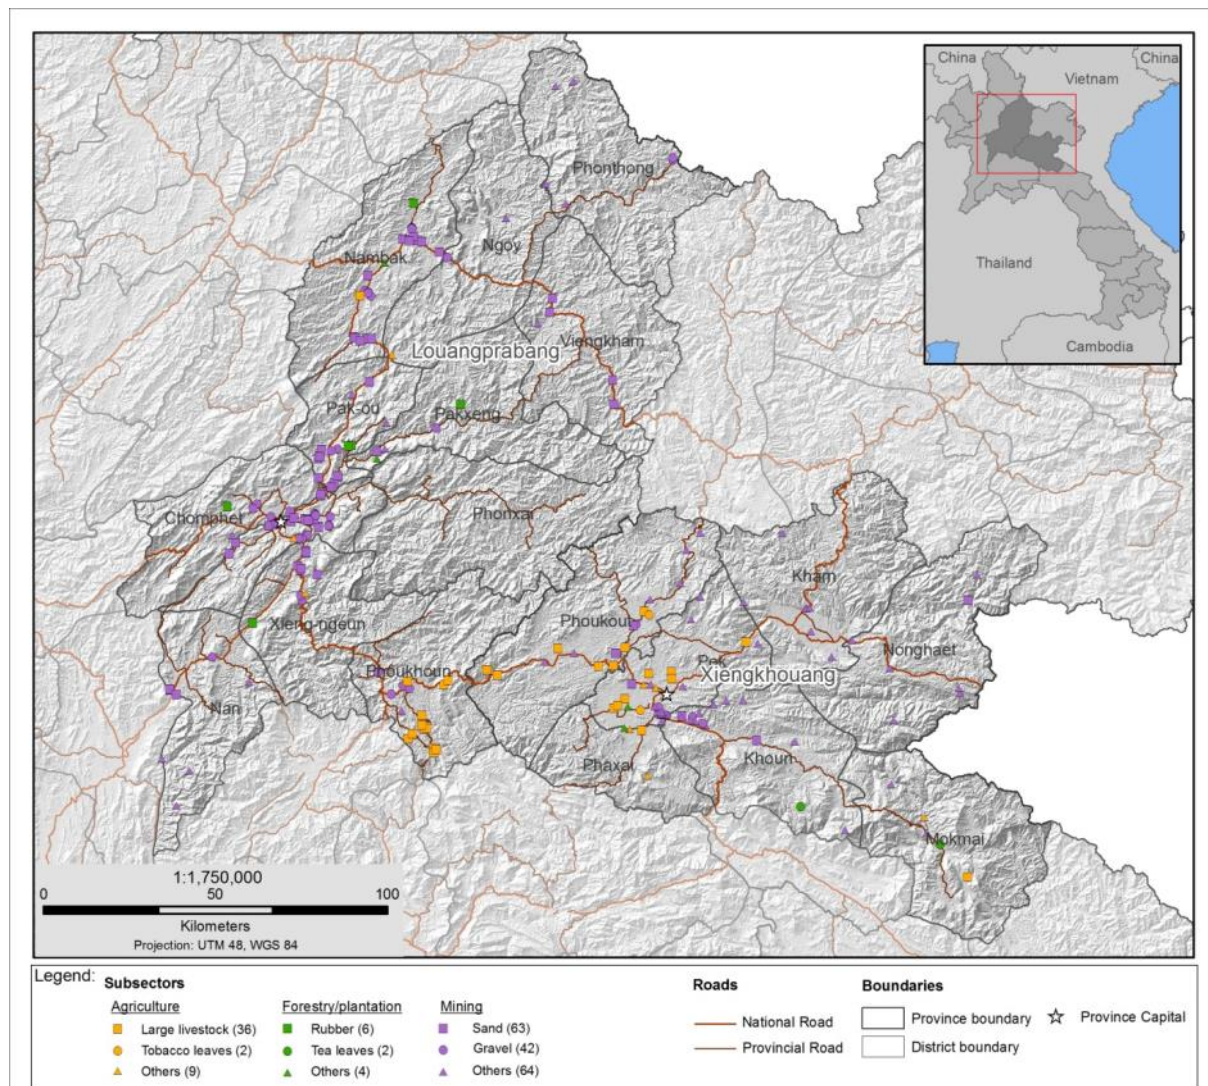 China
China
Vietnam
Thailand
Cambodia
Phonthong
Ngoy
Nambak
Louangprabang
Viengkham
Pak-ou
Pakxeng
Chomphet
Phonxai
Kham
Xieng-ngeun
Phoukout
Nonghaet
Pek
Phoukhoun
Xiengkhouang
Nan
Khoun
Phaxai
Mokmai
1:1,750,000
0 50 100
Kilometers
Projection: UTM 48, WGS 84
Legend:
Subsectors
Agriculture
Large livestock (36)
Tobacco leaves (2)
Others (9)
Forestry/plantation
Rubber (6)
Tea leaves (2)
Others (4)
Mining
Sand (63)
Gravel (42)
Others (64)
Roads
National Road
Provincial Road
Boundaries
Province boundary
District boundary
Province Capital